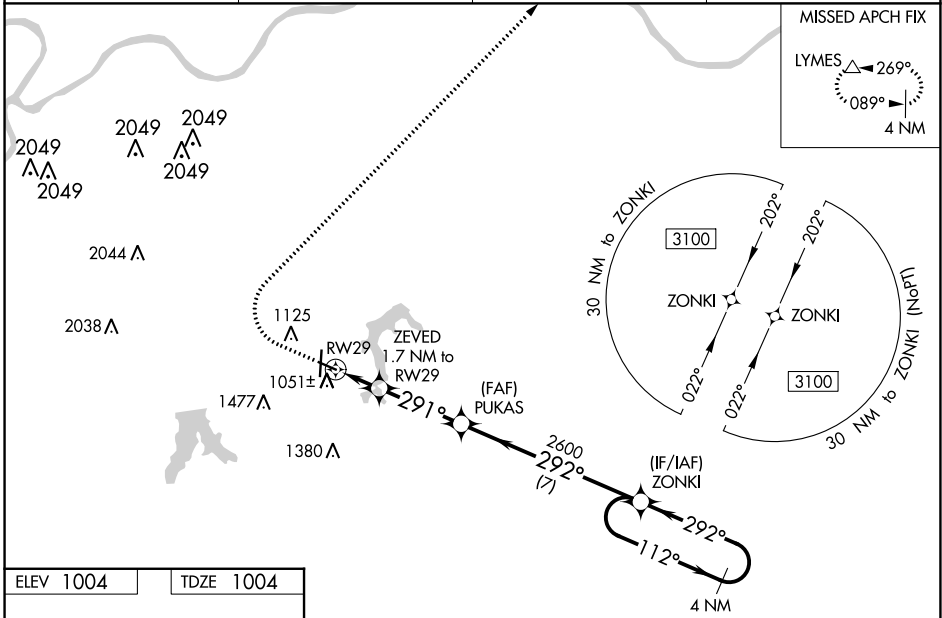 MISSED APCH FIX
LYMES
269°
089°
4 NM
2049
2049
2049
2049
2049
2044
2038
1125
RW29
1051±
1477
1380
ZEVED
1.7 NM to
RW29
291°
(FAF)
PUKAS
2600
292°
(7)
(IF/IAF)
ZONKI
292°
112°
4 NM
30 NM to ZONKI
3100
202°
ZONKI
022°
202°
ZONKI
022°
3100
30 NM to ZONKI (NoPT)
ELEV 1004
TDZE 1004